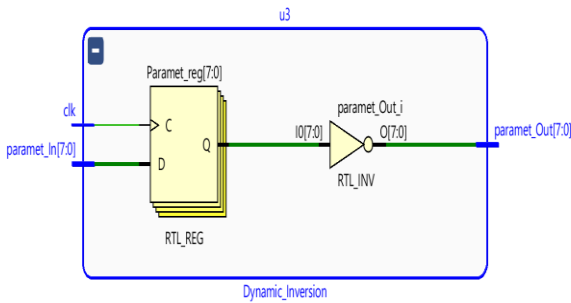 u3
Paramet_reg[7:0]
clk
C
paramet_In[7:0]
D
Q
RTL_REG
paramet_Out_i
I0[7:0]
O[7:0]
RTL_INV
paramet_Out[7:0]
Dynamic_Inversion